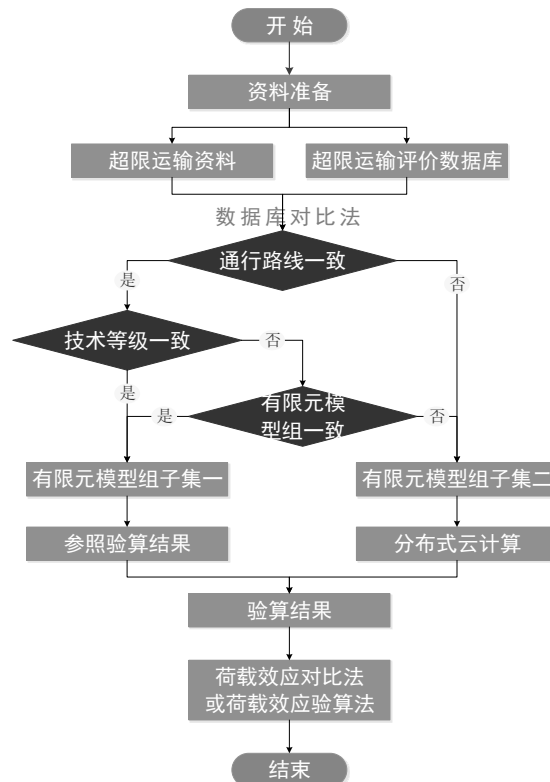 开始
资料准备
超限运输资料
超限运输评价数据库
数据库对比法
通行路线一致
是
否
技术等级一致
否
是
有限元模
型组一致
是
否
有限元模型组子集一
有限元模型组子集二
参照验算结果
分布式云计算
验算结果
荷载效应对比法
或荷载效应验算法
结束